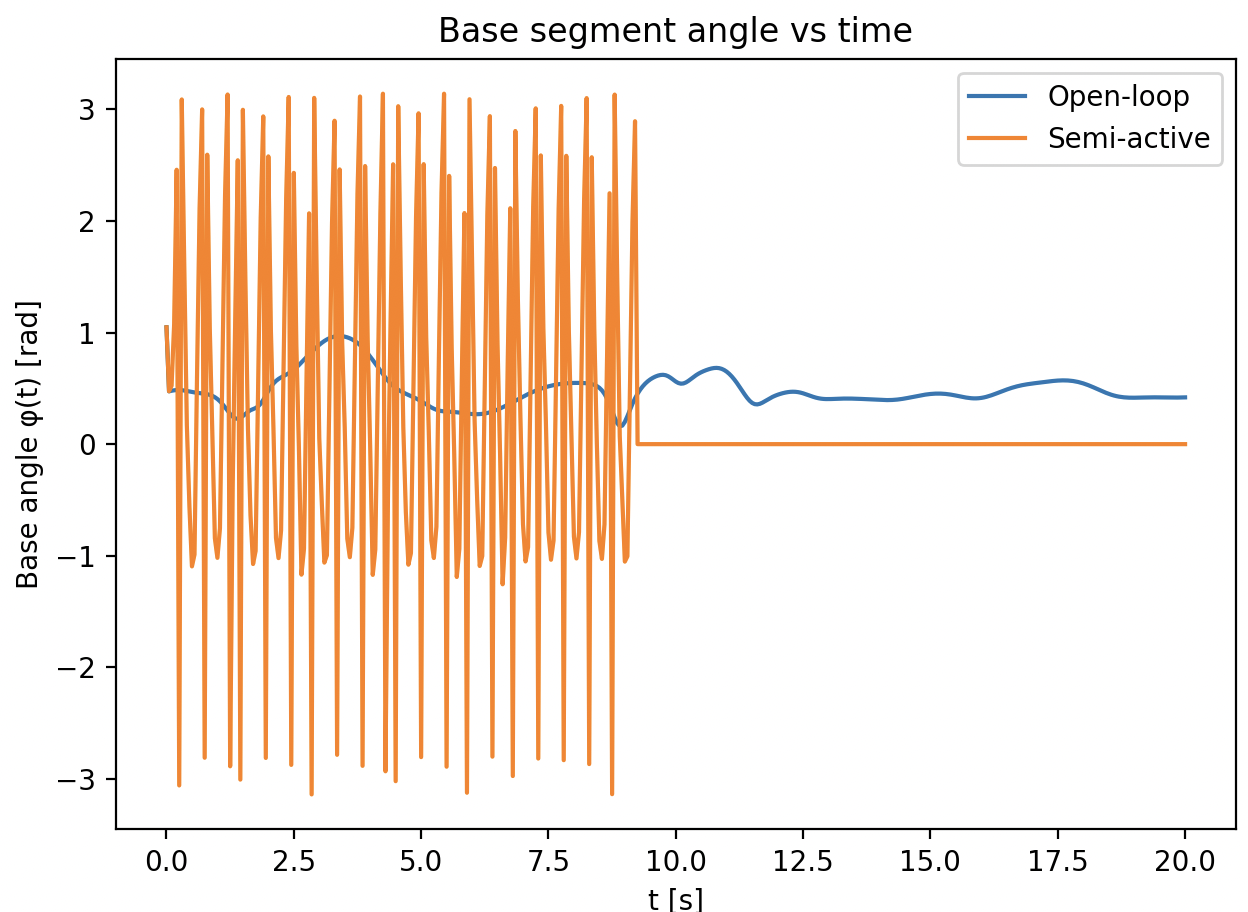 Base segment angle vs time
Open-loop
Semi-active
Base angle φ(t) [rad]
3
2
1
0
−1
−2
−3
0.0 2.5 5.0 7.5 10.0 12.5 15.0 17.5 20.0
t [s]